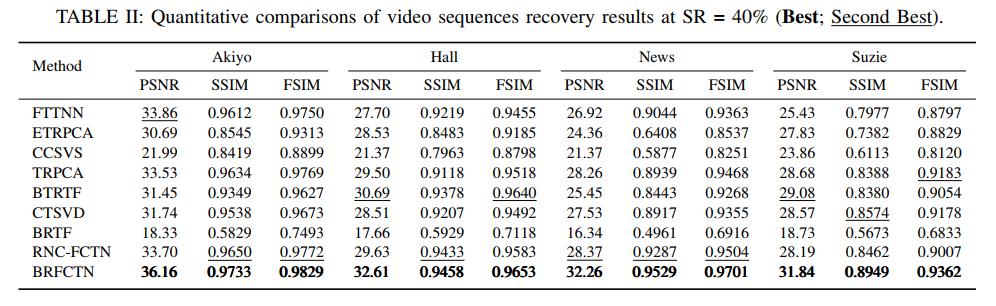 TABLE II: Quantitative comparisons of video sequences recovery results at SR = 40% (Best; Second Best).
Method Akiyo Hall News Suzie
PSNR SSIM FSIM PSNR SSIM FSIM PSNR SSIM FSIM PSNR SSIM FSIM
FTTNN 33.86 0.9612 0.9750 27.70 0.9219 0.9455 26.92 0.9044 0.9363 25.43 0.7977 0.8797
ETRPCA 30.69 0.8545 0.9313 28.53 0.8483 0.9185 24.36 0.6408 0.8537 27.83 0.7382 0.8829
CCSVS 21.99 0.8419 0.8899 21.37 0.7963 0.8798 21.37 0.5877 0.8251 23.86 0.6113 0.8120
TRPCA 33.53 0.9634 0.9769 29.50 0.9118 0.9518 28.26 0.8939 0.9468 28.68 0.8388 0.9183
BTRTF 31.45 0.9349 0.9627 30.69 0.9378 0.9640 25.45 0.8443 0.9268 29.08 0.8380 0.9054
CTSVD 31.74 0.9538 0.9673 28.51 0.9207 0.9492 27.53 0.8917 0.9355 28.57 0.8574 0.9178
BRTF 18.33 0.5829 0.7493 17.66 0.5929 0.7118 16.34 0.4961 0.6916 18.73 0.5673 0.6833
RNC-FCTN 33.70 0.9650 0.9772 29.63 0.9433 0.9583 28.37 0.9287 0.9504 28.19 0.8462 0.9007
BRFCTN 36.16 0.9733 0.9829 32.61 0.9458 0.9653 32.26 0.9529 0.9701 31.84 0.8949 0.9362